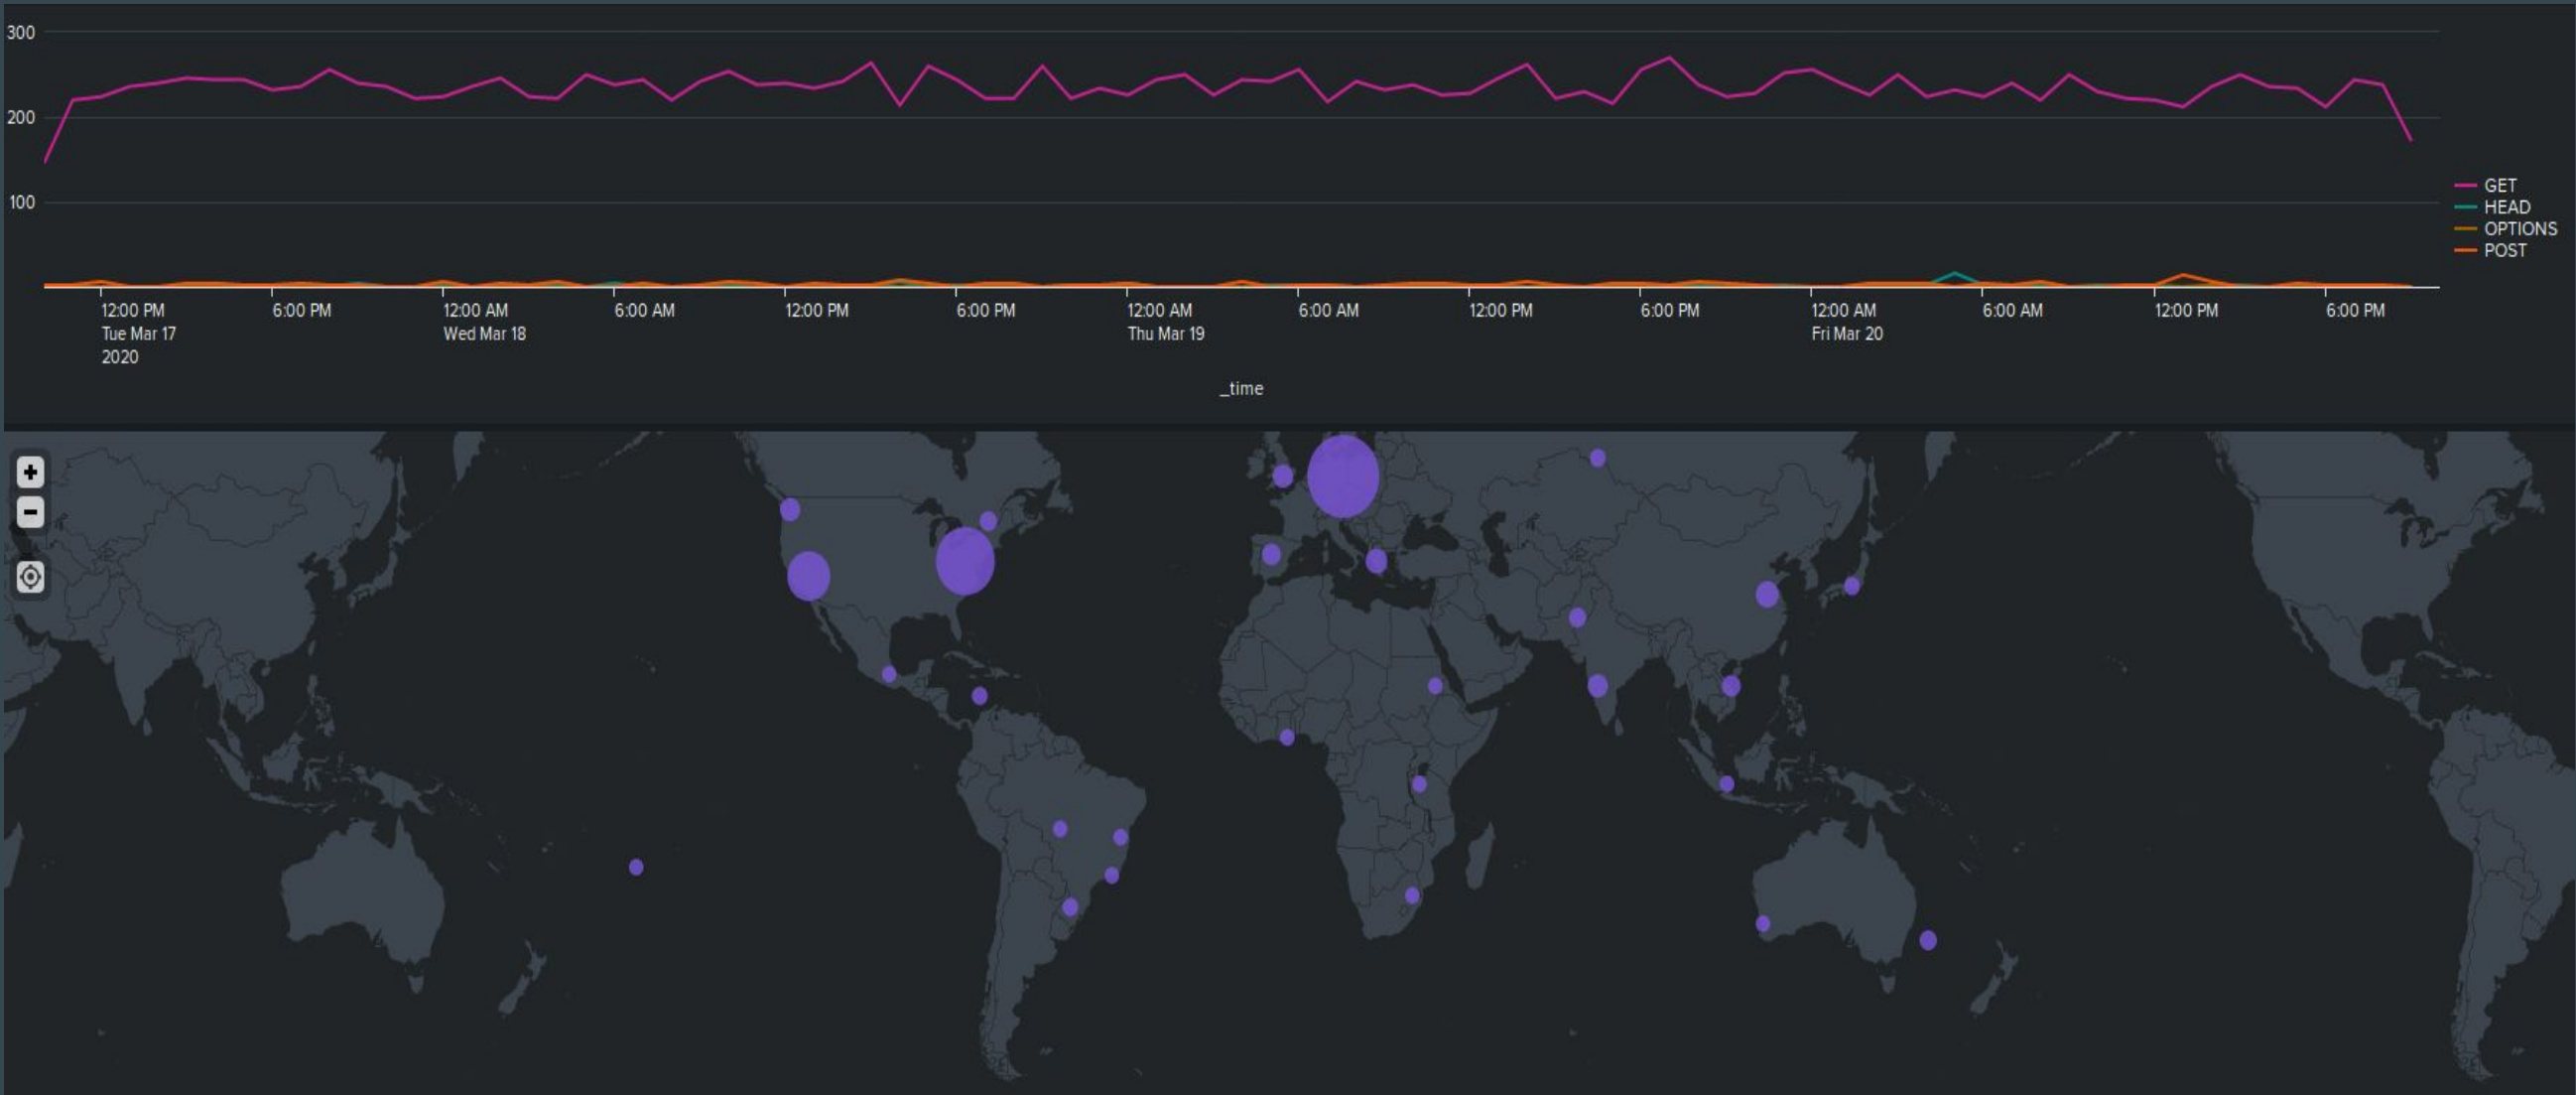 300
200
100
GET
HEAD
OPTIONS
POST
12:00 PM 6:00 PM 12:00 AM 6:00 AM 12:00 PM 6:00 PM 12:00 AM 6:00 AM 12:00 PM 6:00 PM 12:00 AM 6:00 AM 12:00 PM 6:00 PM
Tue Mar 17 Wed Mar 18 Thu Mar 19 Fri Mar 20
2020
_time
+
−